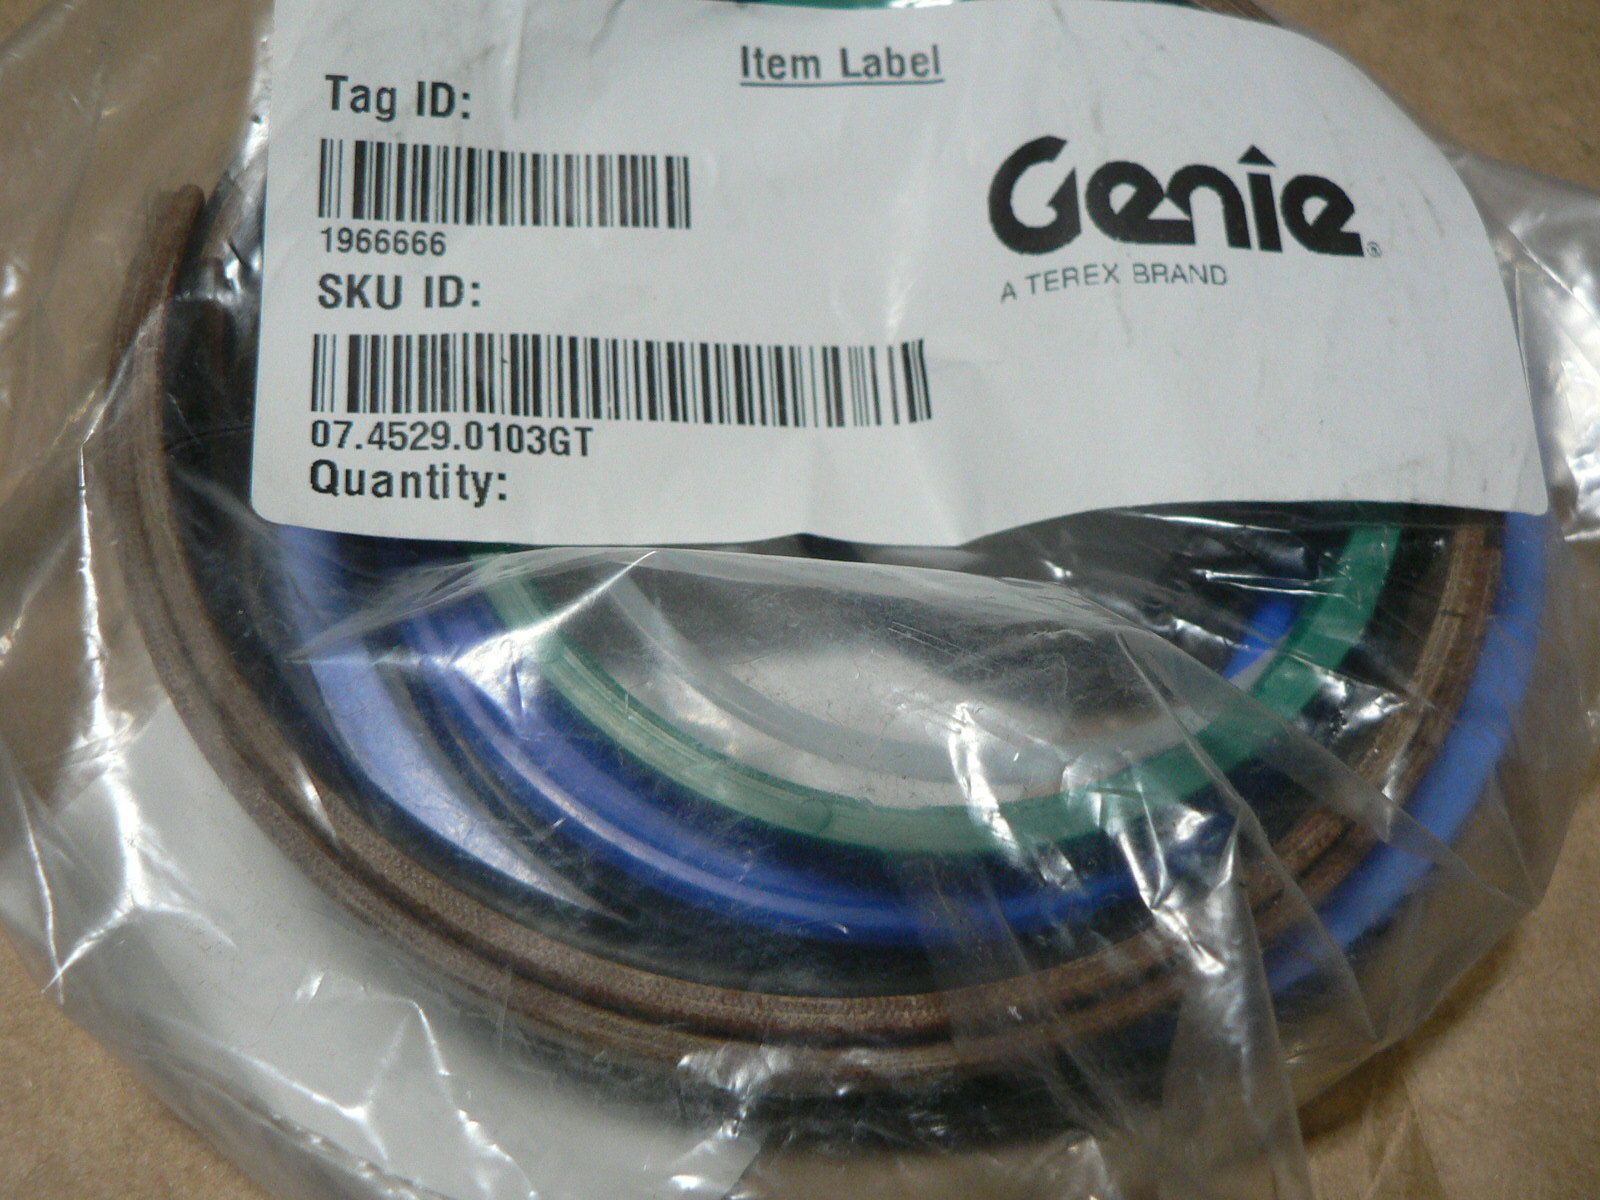 Item Label
Tag ID:
1966666
SKU ID:
07.4529.0103GT
Quantity:
Genie®
A TEREX BRAND